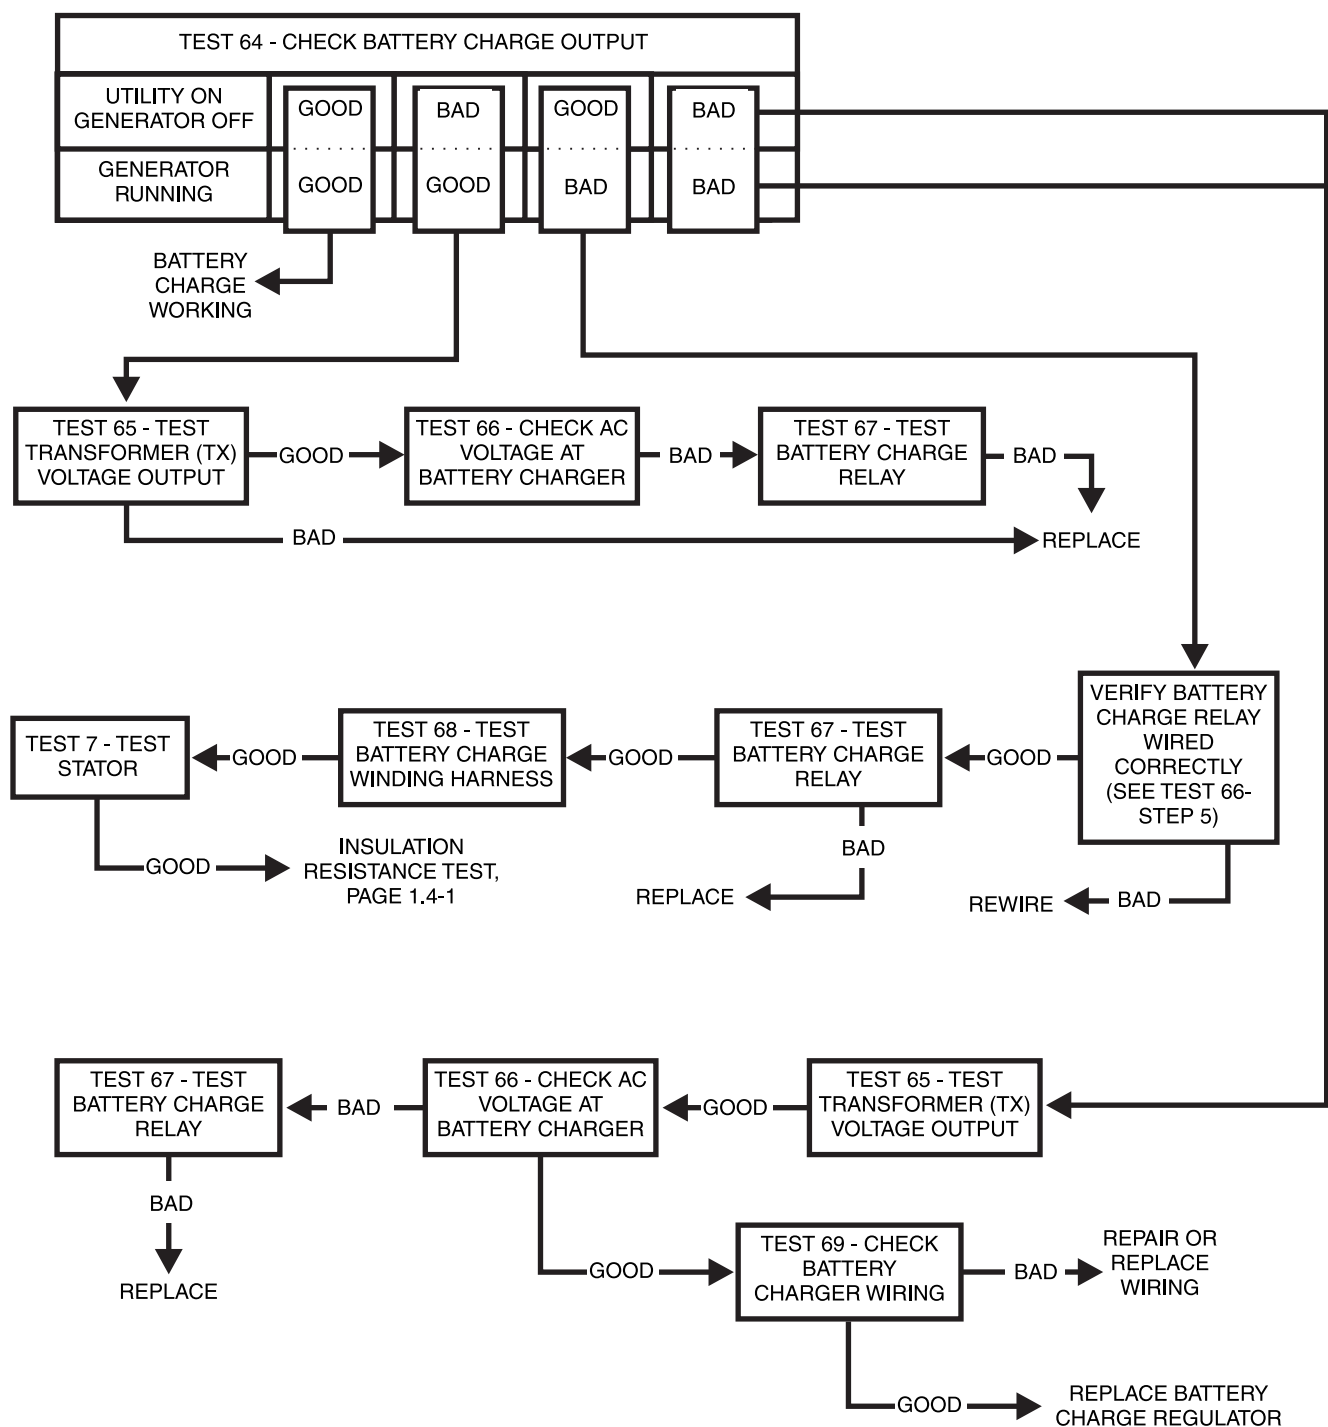 TEST 64 - CHECK BATTERY CHARGE OUTPUT
UTILITY ON
GENERATOR OFF
GOOD
BAD
GOOD
BAD
GENERATOR
RUNNING
GOOD
GOOD
BAD
BAD
BATTERY
CHARGE
WORKING
TEST 65 - TEST
TRANSFORMER (TX)
VOLTAGE OUTPUT
GOOD
TEST 66 - CHECK AC
VOLTAGE AT
BATTERY CHARGER
BAD
TEST 67 - TEST
BATTERY CHARGE
RELAY
BAD
BAD
REPLACE
VERIFY BATTERY
CHARGE RELAY
WIRED
CORRECTLY
(SEE TEST 66-
STEP 5)
GOOD
TEST 67 - TEST
BATTERY CHARGE
RELAY
GOOD
TEST 68 - TEST
BATTERY CHARGE
WINDING HARNESS
GOOD
TEST 7 - TEST
STATOR
GOOD
INSULATION
RESISTANCE TEST,
PAGE 1.4-1
BAD
REPLACE
BAD
REWIRE
TEST 65 - TEST
TRANSFORMER (TX)
VOLTAGE OUTPUT
GOOD
TEST 66 - CHECK AC
VOLTAGE AT
BATTERY CHARGER
BAD
TEST 67 - TEST
BATTERY CHARGE
RELAY
BAD
REPLACE
GOOD
TEST 69 - CHECK
BATTERY
CHARGER WIRING
BAD
REPAIR OR
REPLACE
WIRING
GOOD
REPLACE BATTERY
CHARGE REGULATOR